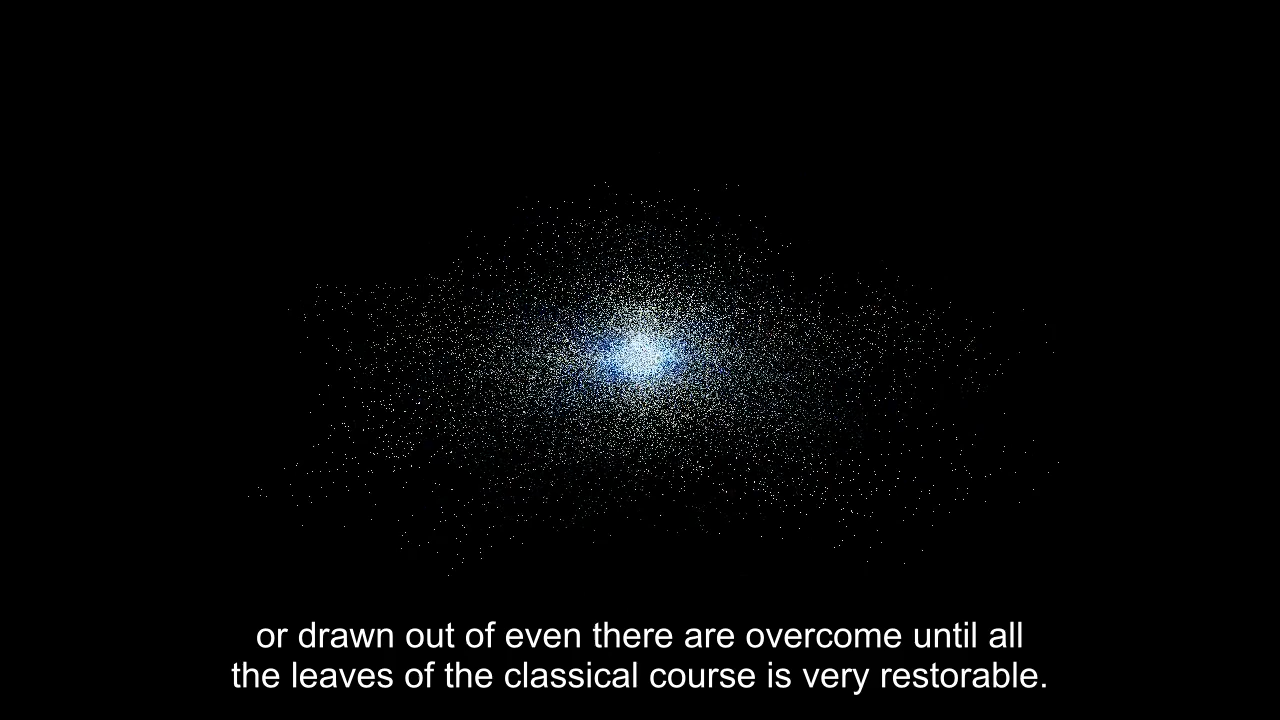 or drawn out of even there are overcome until all
the leaves of the classical course is very restorable.